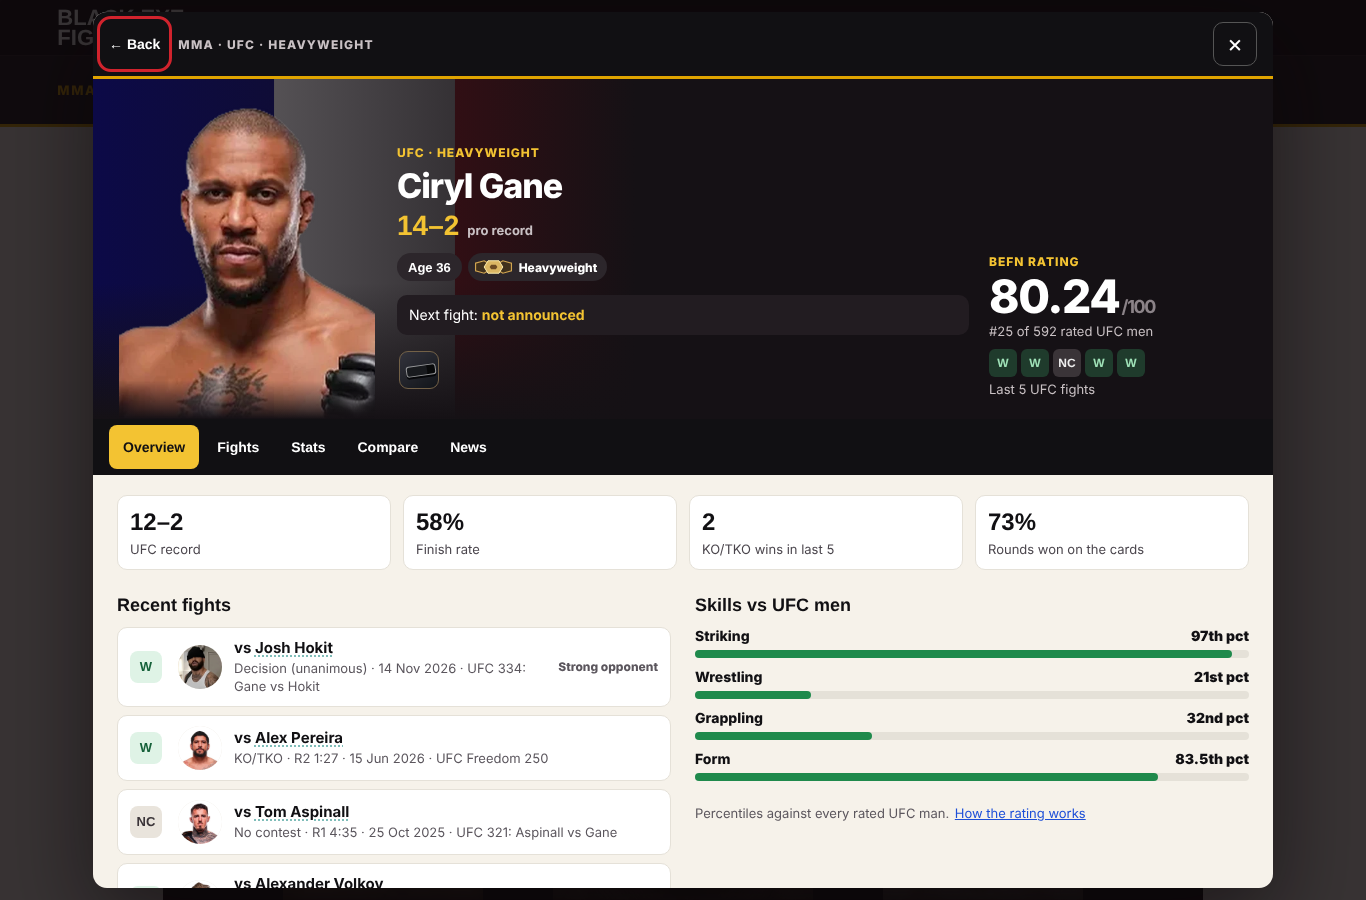 BLACK EYE
FIG
MMA
← Back
MMA · UFC · HEAVYWEIGHT
×
UFC · HEAVYWEIGHT
Ciryl Gane
14–2 pro record
Age 36
Heavyweight
Next fight: not announced
BEFN RATING
80.24/100
#25 of 592 rated UFC men
W W NC W W
Last 5 UFC fights
Overview Fights Stats Compare News
12–2
UFC record
58%
Finish rate
2
KO/TKO wins in last 5
73%
Rounds won on the cards
Recent fights
W
vs Josh Hokit
Decision (unanimous) · 14 Nov 2026 · UFC 334:
Gane vs Hokit
Strong opponent
W
vs Alex Pereira
KO/TKO · R2 1:27 · 15 Jun 2026 · UFC Freedom 250
NC
vs Tom Aspinall
No contest · R1 4:35 · 25 Oct 2025 · UFC 321: Aspinall vs Gane
vs Alexander Volkov
Skills vs UFC men
Striking 97th pct
Wrestling 21st pct
Grappling 32nd pct
Form 83.5th pct
Percentiles against every rated UFC man. How the rating works